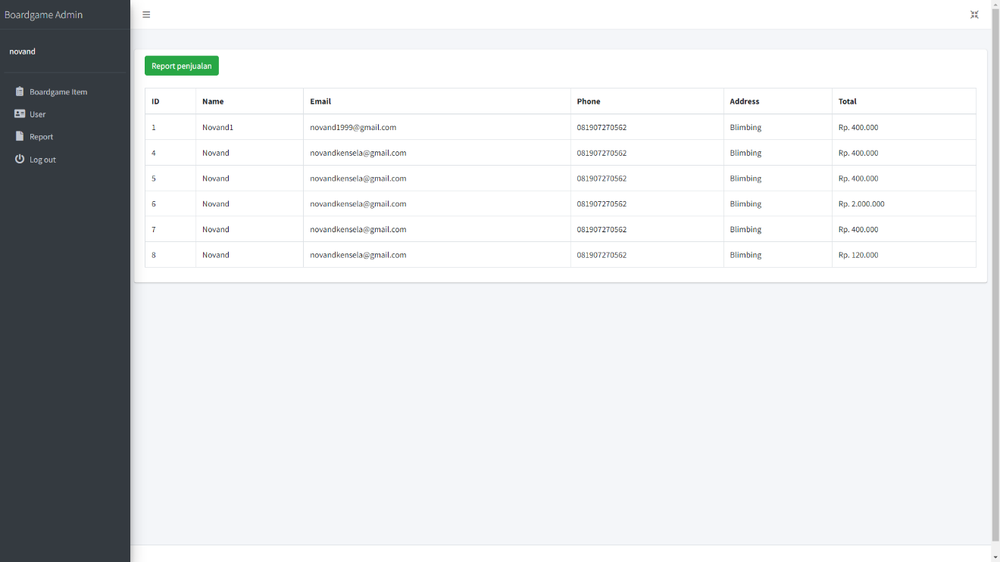 Boardgame Admin
novand
Boardgame Item
User
Report
Log out
Report penjualan
ID Name Email Phone Address Total
1 Novand1 novand1999@gmail.com 081907270562 Blimbing Rp. 400.000
4 Novand novandkensela@gmail.com 081907270562 Blimbing Rp. 400.000
5 Novand novandkensela@gmail.com 081907270562 Blimbing Rp. 400.000
6 Novand novandkensela@gmail.com 081907270562 Blimbing Rp. 2.000.000
7 Novand novandkensela@gmail.com 081907270562 Blimbing Rp. 400.000
8 Novand novandkensela@gmail.com 081907270562 Blimbing Rp. 120.000